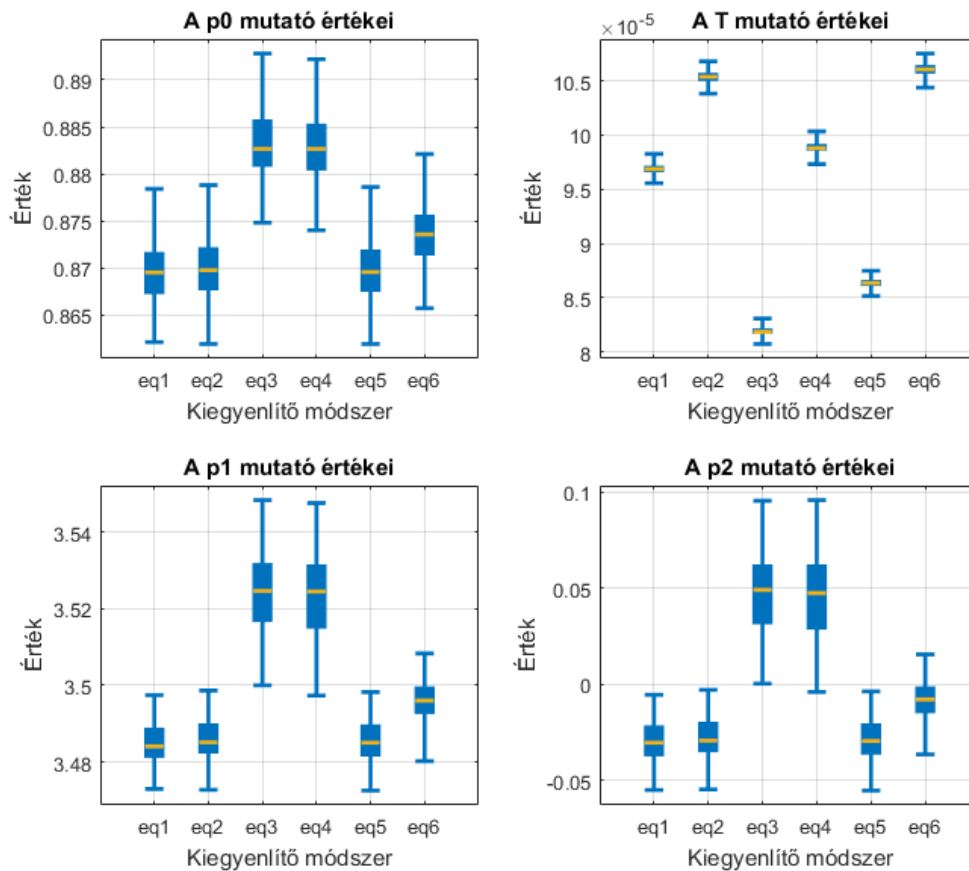 A p0 mutató értékei
0.89
0.885
0.88
0.875
0.87
0.865
Érték
eq1 eq2 eq3 eq4 eq5 eq6
Kiegyenlítő módszer
A T mutató értékei
×10⁻⁵
10.5
10
9.5
9
8.5
8
Érték
eq1 eq2 eq3 eq4 eq5 eq6
Kiegyenlítő módszer
A p1 mutató értékei
3.54
3.52
3.5
3.48
Érték
eq1 eq2 eq3 eq4 eq5 eq6
Kiegyenlítő módszer
A p2 mutató értékei
0.1
0.05
0
-0.05
Érték
eq1 eq2 eq3 eq4 eq5 eq6
Kiegyenlítő módszer